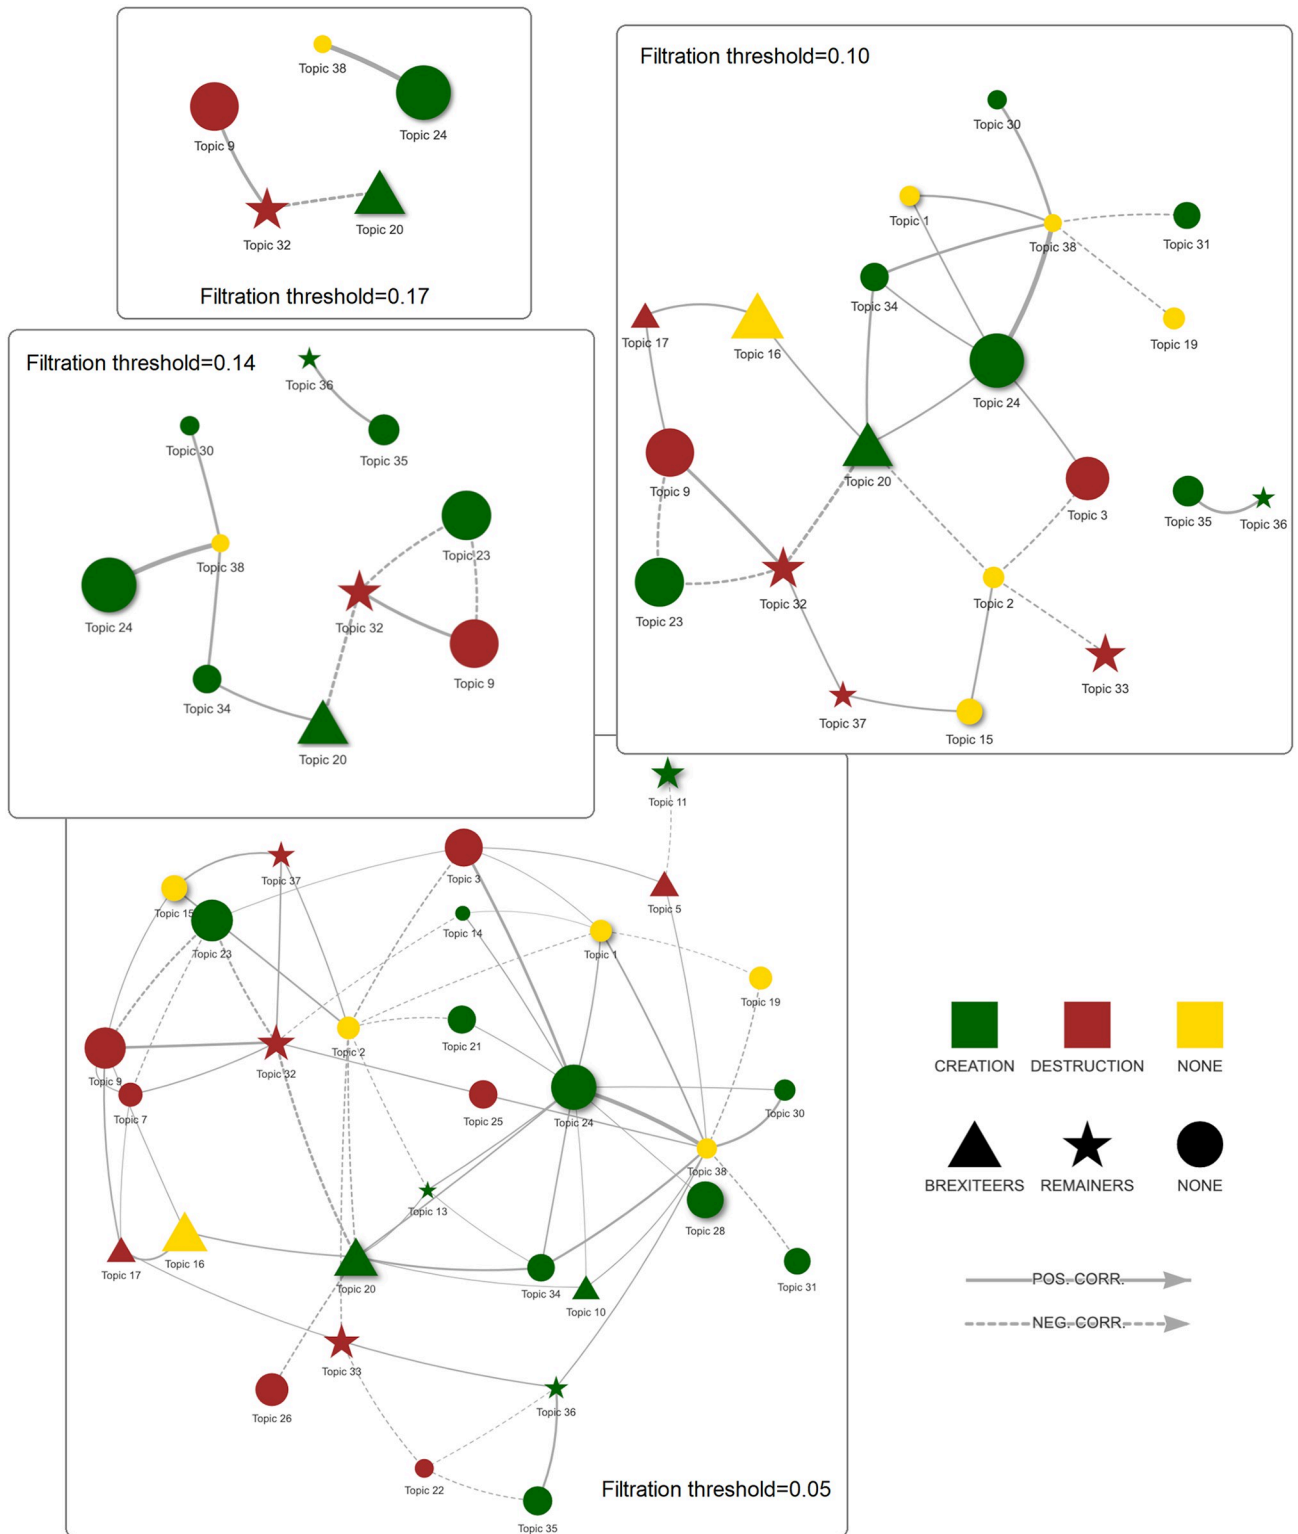 Topic 38
Topic 24
Topic 9
Topic 32
Topic 20
Filtration threshold=0.17
Filtration threshold=0.10
Topic 30
Topic 1
Topic 38
Topic 31
Topic 34
Topic 17
Topic 16
Topic 19
Topic 24
Topic 9
Topic 20
Topic 3
Topic 35
Topic 36
Topic 23
Topic 32
Topic 2
Topic 33
Topic 37
Topic 15
Filtration threshold=0.14
Topic 36
Topic 30
Topic 35
Topic 23
Topic 38
Topic 24
Topic 32
Topic 9
Topic 34
Topic 20
Topic 11
Topic 37
Topic 3
Topic 5
Topic 15
Topic 14
Topic 23
Topic 1
Topic 19
Topic 21
Topic 2
Topic 32
Topic 9
Topic 7
Topic 25
Topic 24
Topic 30
Topic 38
Topic 13
Topic 28
Topic 16
Topic 17
Topic 20
Topic 34
Topic 10
Topic 31
Topic 33
Topic 26
Topic 36
Topic 22
Topic 35
Filtration threshold=0.05
CREATION
DESTRUCTION
NONE
BREXITEERS
REMAINERS
NONE
POS. CORR.
NEG. CORR.